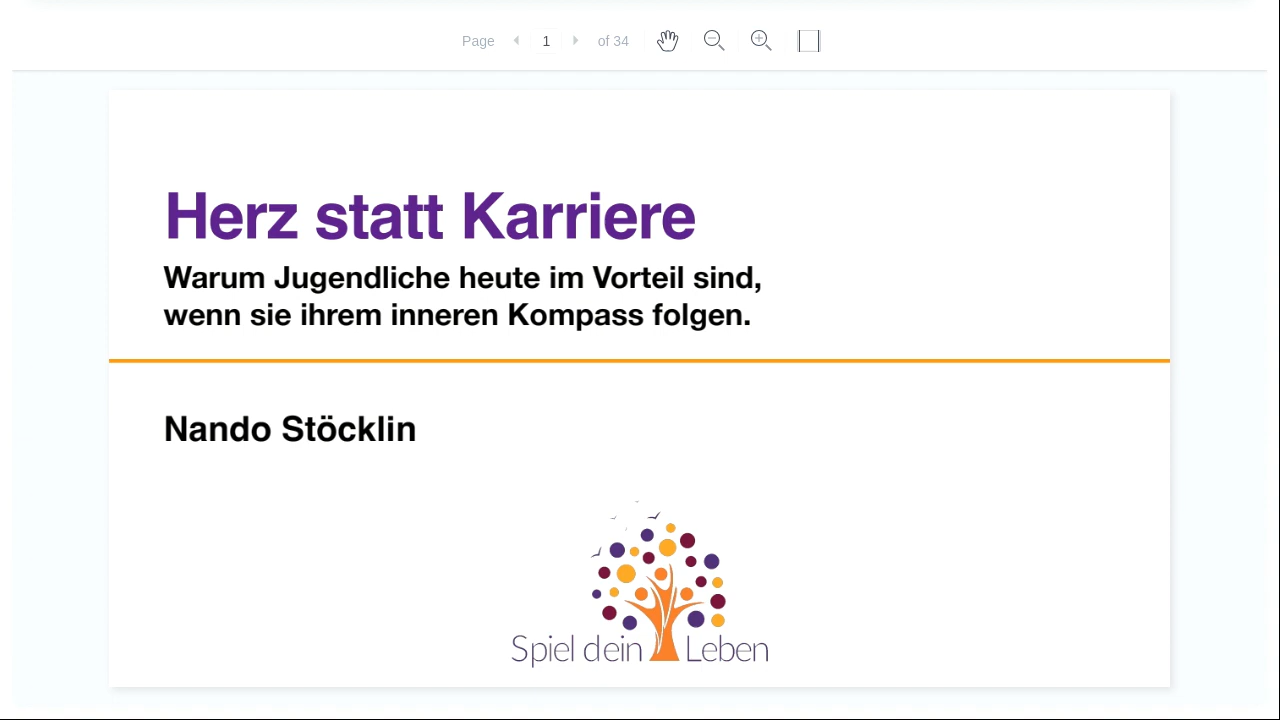 Page 1 of 34
Herz statt Karriere
Warum Jugendliche heute im Vorteil sind,
wenn sie ihrem inneren Kompass folgen.
Nando Stöcklin
Spiel dein Leben